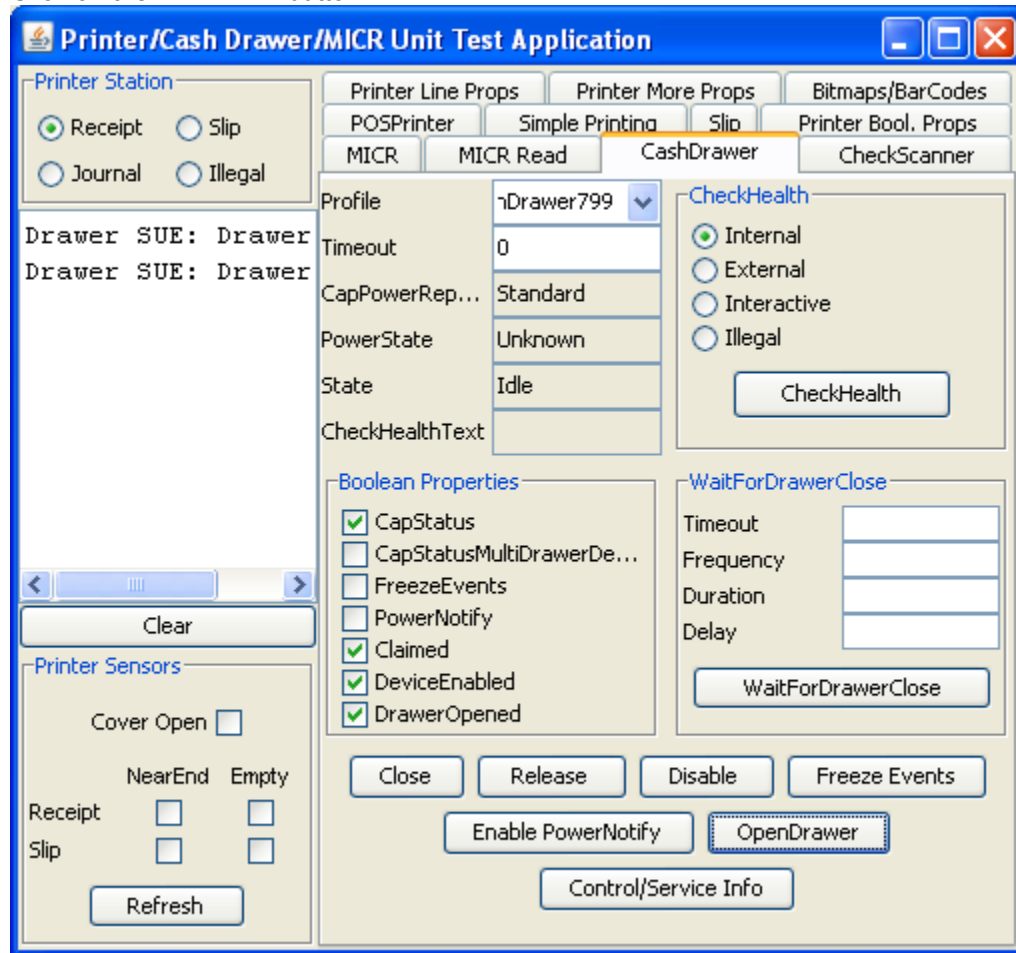 Printer/Cash Drawer/MICR Unit Test Application
Printer Station
Receipt Slip
Journal Illegal
Drawer SUE: Drawer
Drawer SUE: Drawer
Clear
Printer Sensors
Cover Open
NearEnd Empty
Receipt
Slip
Refresh
Printer Line Props Printer More Props Bitmaps/BarCodes
POSPrinter Simple Printing Slip Printer Bool. Props
MICR MICR Read CashDrawer CheckScanner
Profile nDrawer799
Timeout 0
CapPowerRep... Standard
PowerState Unknown
State Idle
CheckHealthText
CheckHealth
Internal
External
Interactive
Illegal
CheckHealth
Boolean Properties
CapStatus
CapStatusMultiDrawerDe...
FreezeEvents
PowerNotify
Claimed
DeviceEnabled
DrawerOpened
WaitForDrawerClose
Timeout
Frequency
Duration
Delay
WaitForDrawerClose
Close Release Disable Freeze Events
Enable PowerNotify OpenDrawer
Control/Service Info